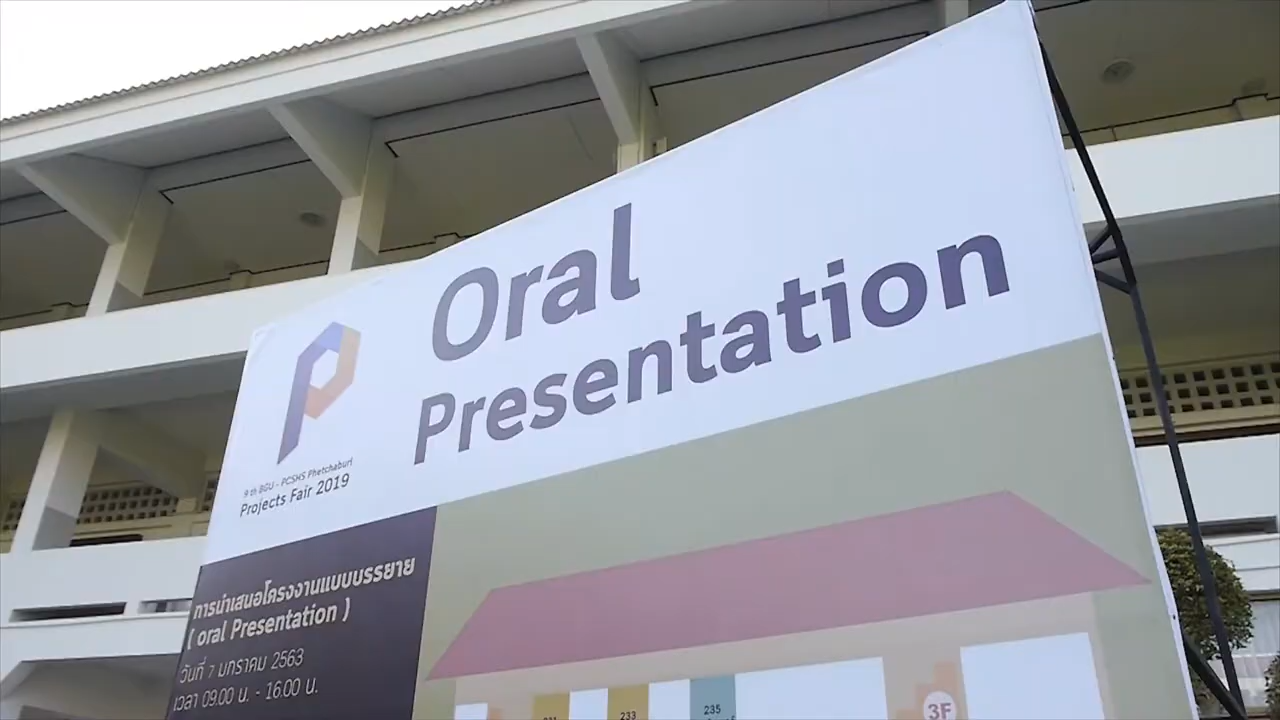 Oral
Presentation
9 th BGU - PCSHS Phetchaburi
Projects Fair 2019
การนำเสนอโครงงานแบบบรรยาย
( oral Presentation )
วันที่ 7 มกราคม 2563
เวลา 09.00 น. - 16.00 น.
233
235
3F